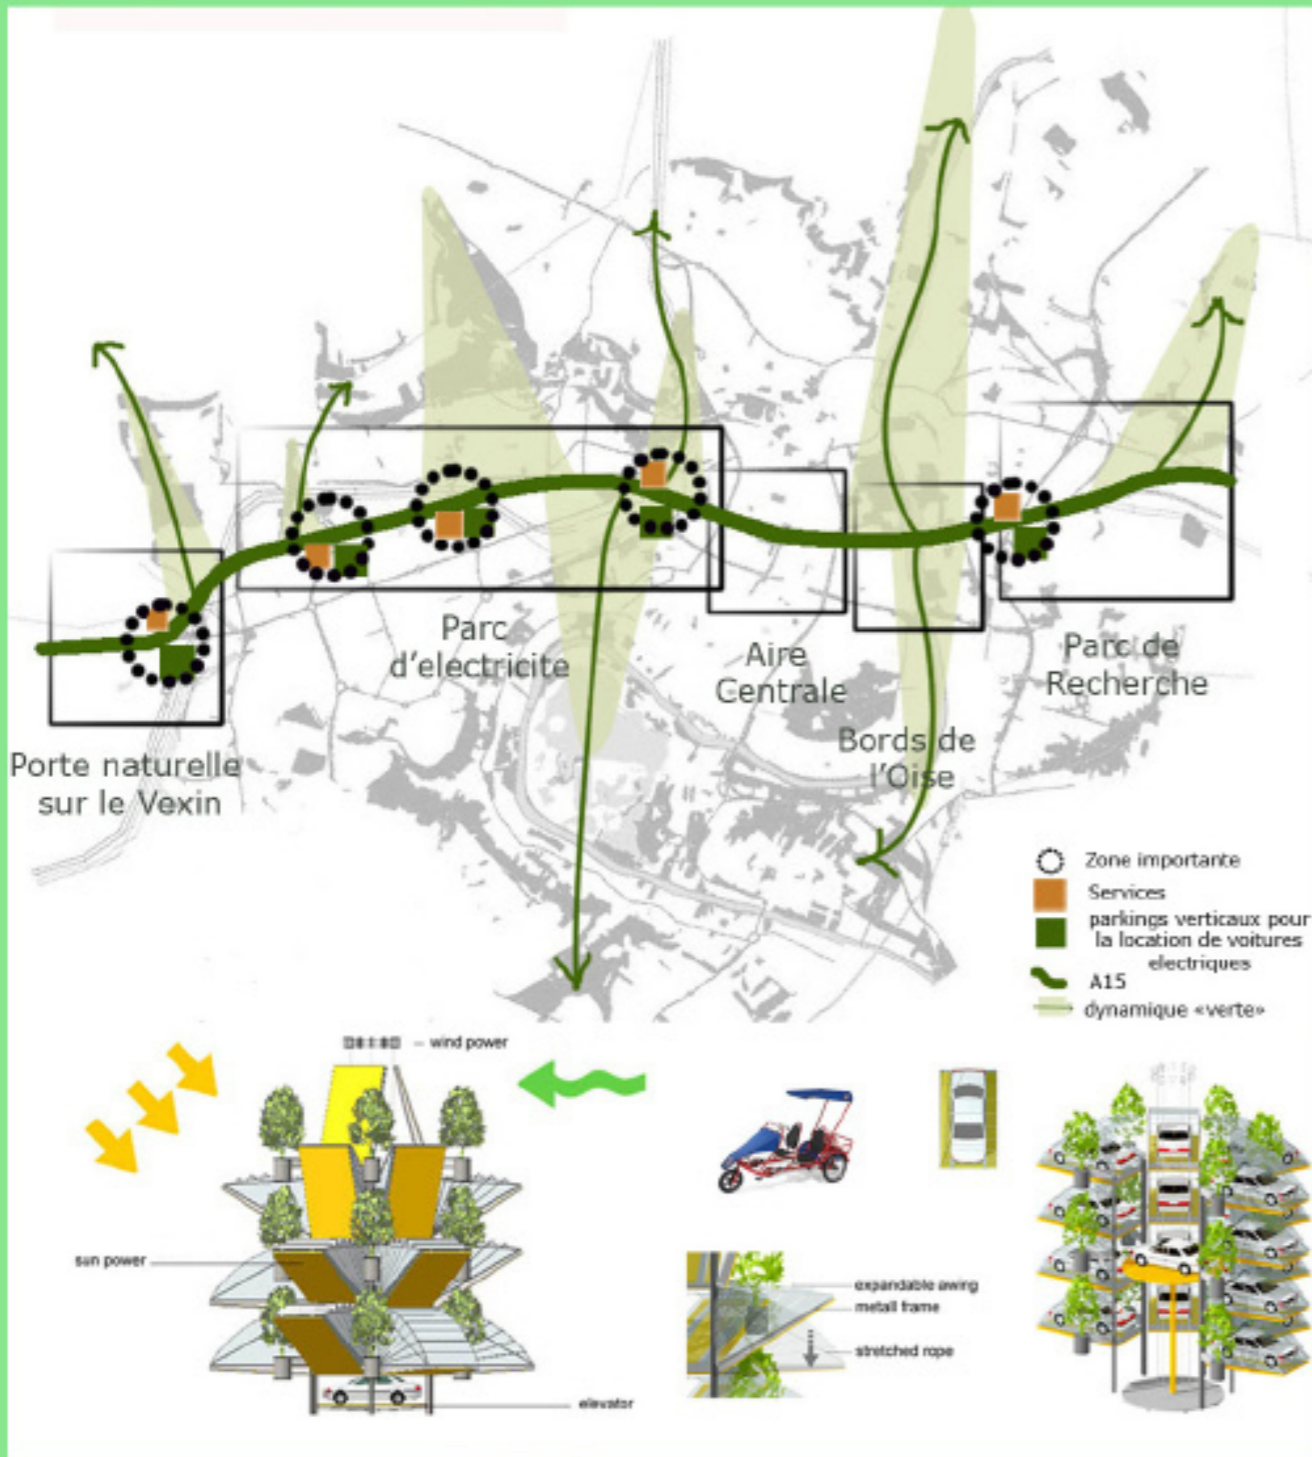 Parc
d'electricite
Aire
Centrale
Parc de
Recherche
Bords de
l'Oise
Porte naturelle
sur le Vexin
Zone importante
Services
parkings verticaux pour
la location de voitures
electriques
A15
dynamique «verte»
wind power
sun power
elevator
expandable awing
metall frame
stretched rope